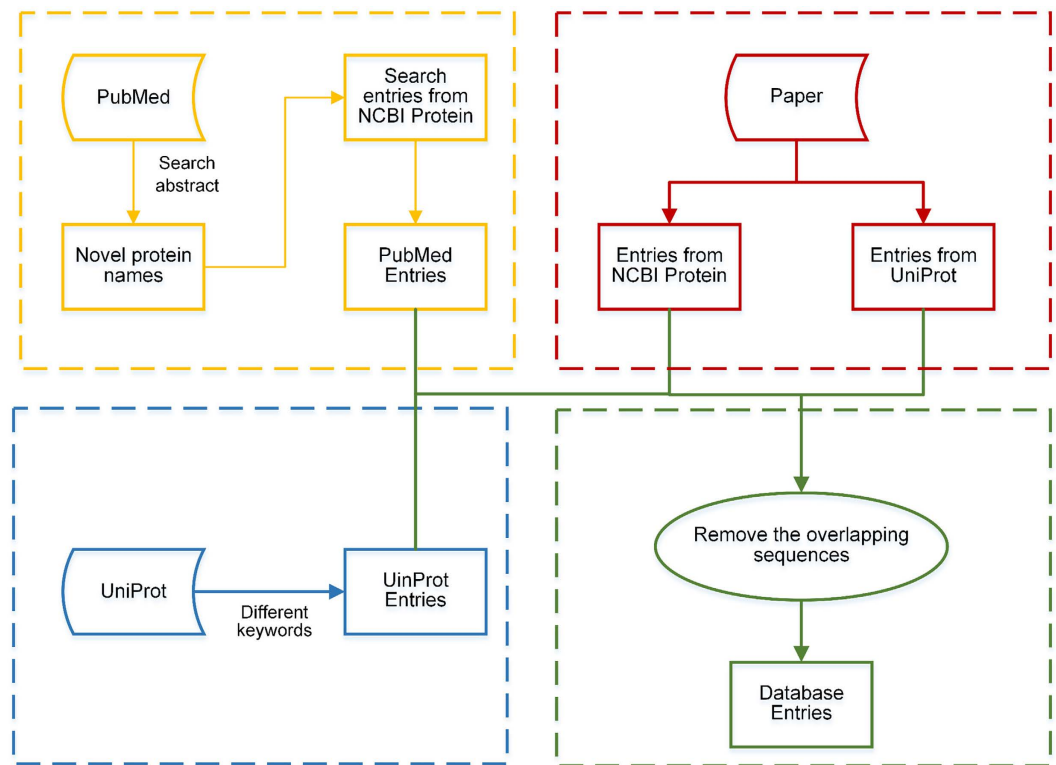 PubMed
Search
abstract
Novel protein
names
Search
entries from
NCBI Protein
PubMed
Entries
Paper
Entries from
NCBI Protein
Entries from
UniProt
UniProt
Different
keywords
UinProt
Entries
Remove the overlapping
sequences
Database
Entries